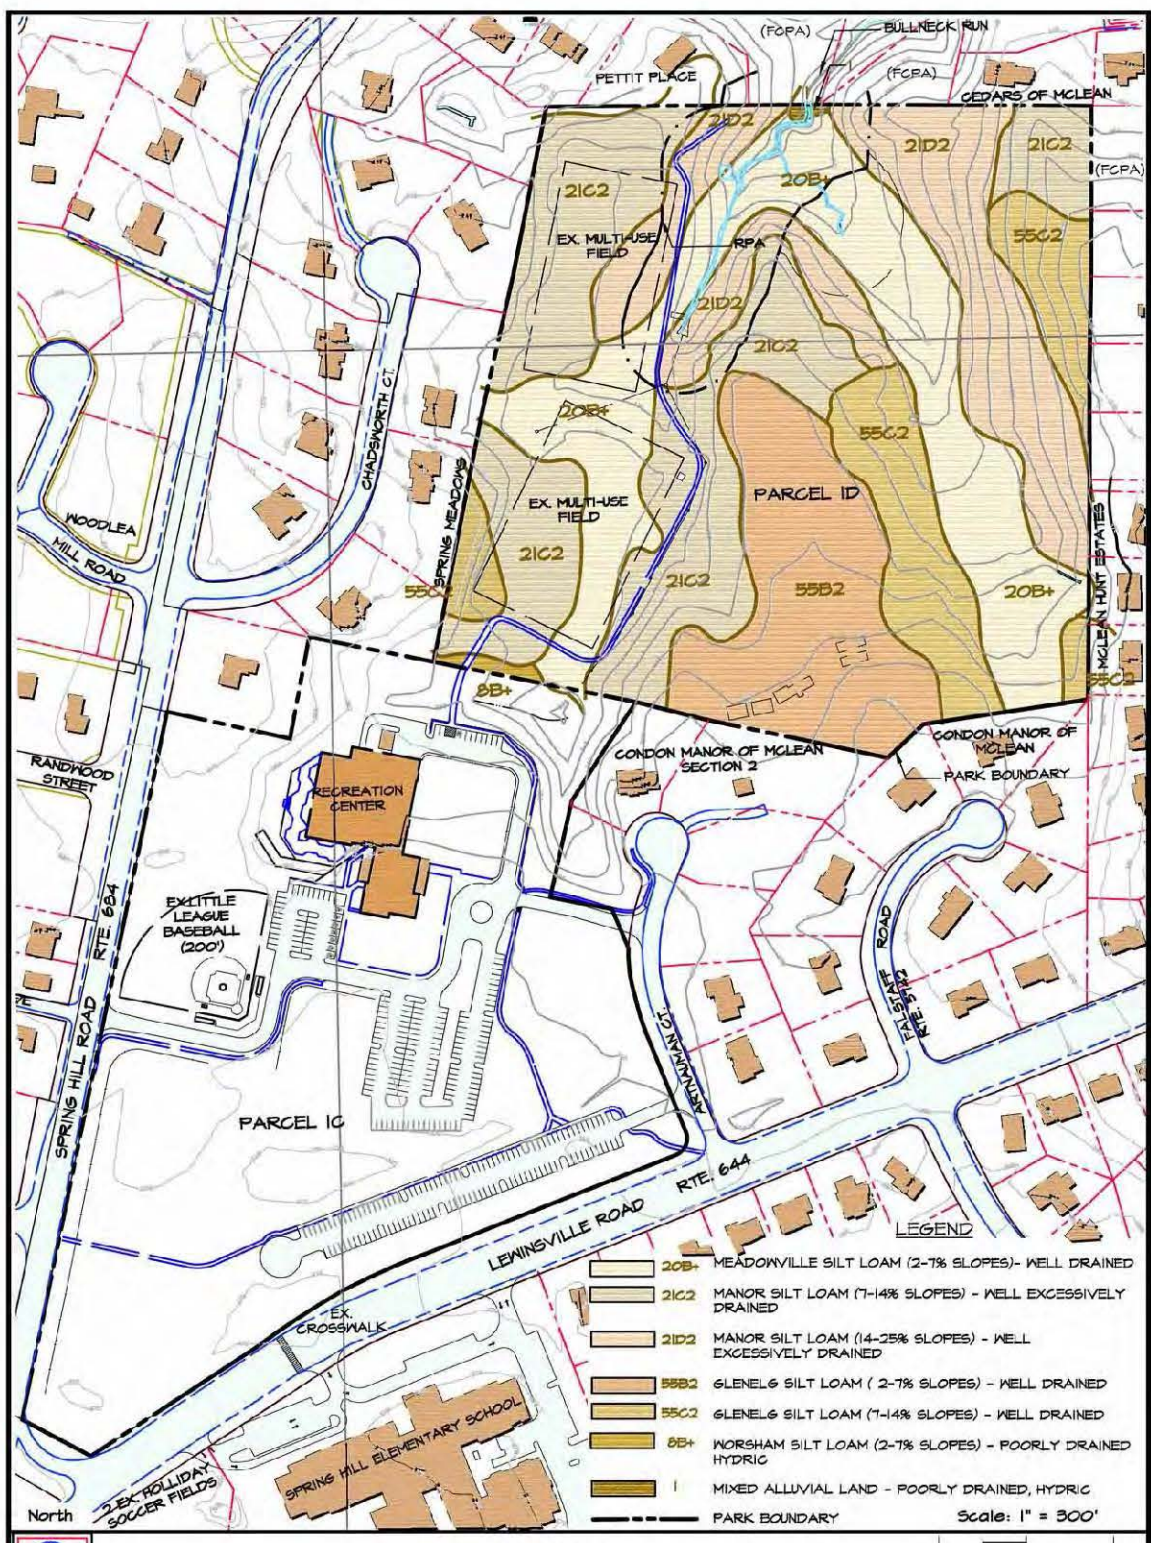 (FCPA)
BULLNECK RUN
PETTIT PLACE
(FCPA)
CEDARS OF MCLEAN
21D2
21D2
21C2
(FCPA)
21C2
20B+
55C2
EX. MULTI-USE
FIELD
RPA
21D2
21C2
CHADSWORTH CT.
20B+
55C2
SPRING MEADOWS
EX. MULTI-USE
FIELD
PARCEL 1D
WOODLEA
MILL ROAD
21C2
55C2
21C2
55B2
20B+
MCLEAN HUNT ESTATES
8B+
55C2
RANDWOOD
STREET
CONDON MANOR OF MCLEAN
SECTION 2
CONDON MANOR OF
MCLEAN
PARK BOUNDARY
RECREATION
CENTER
EX.LITTLE
LEAGUE
BASEBALL
(200')
SPRING HILL ROAD RTE. 684
FALSTAFF ROAD
RTE 5142
ARTNAUMAN CT.
PARCEL 1C
LEWINSVILLE ROAD RTE. 644
EX.
CROSSWALK
SPRING HILL ELEMENTARY SCHOOL
2 EX. HOLLIDAY
SOCCER FIELDS
North
LEGEND
20B+ MEADOWVILLE SILT LOAM (2-7% SLOPES)- WELL DRAINED
21C2 MANOR SILT LOAM (7-14% SLOPES) - WELL EXCESSIVELY
DRAINED
21D2 MANOR SILT LOAM (14-25% SLOPES) - WELL
EXCESSIVELY DRAINED
55B2 GLENELG SILT LOAM ( 2-7% SLOPES) - WELL DRAINED
55C2 GLENELG SILT LOAM (7-14% SLOPES) - WELL DRAINED
8B+ WORSHAM SILT LOAM (2-7% SLOPES) - POORLY DRAINED
HYDRIC
1 MIXED ALLUVIAL LAND - POORLY DRAINED, HYDRIC
PARK BOUNDARY
Scale: 1" = 300'